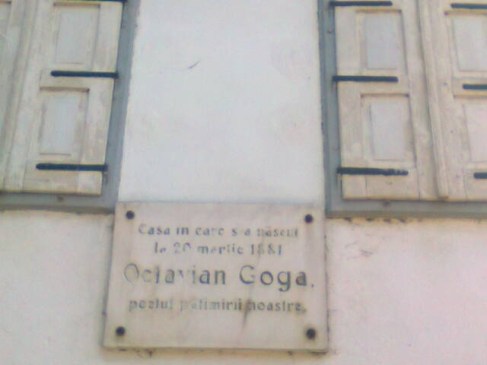 Casa în care s-a născut
la 20 martie 1881
Octavian Goga,
poetul pătimirii noastre.